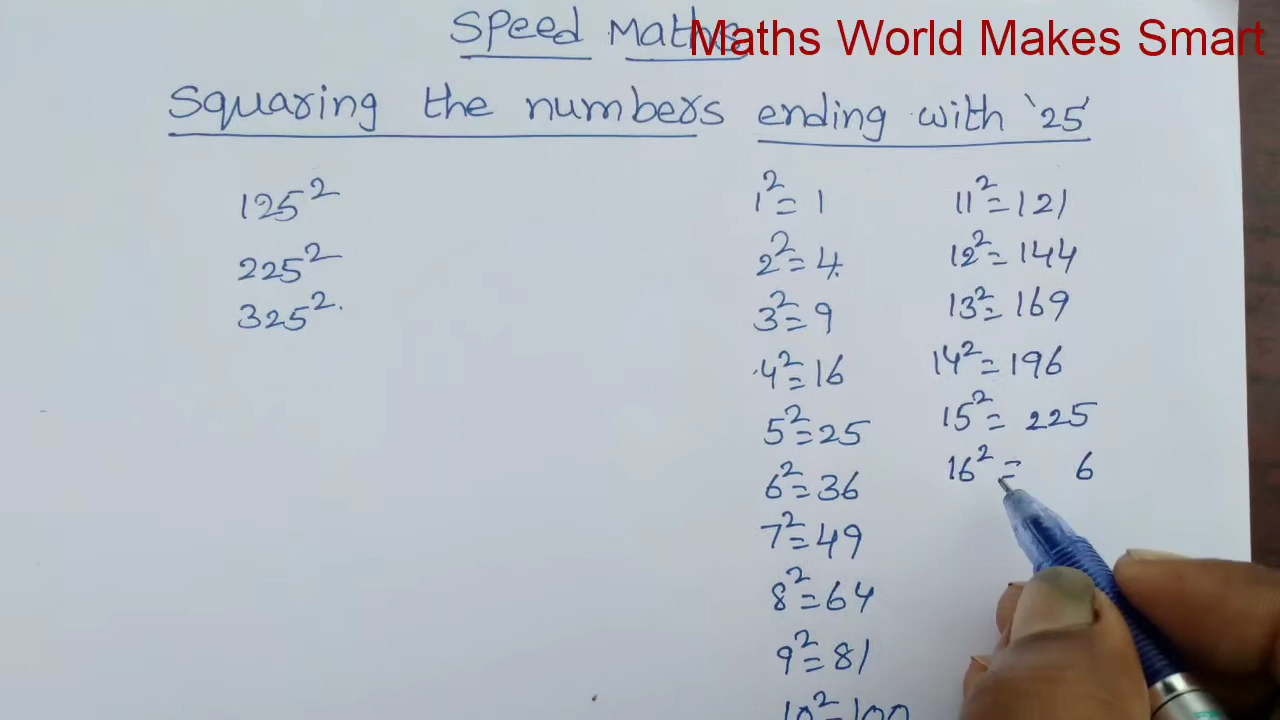 Speed Maths
Maths World Makes Smart
Squaring the numbers ending with '25'
125²
225²
325²
1² = 1
2² = 4
3² = 9
4² = 16
5² = 25
6² = 36
7² = 49
8² = 64
9² = 81
10² = 100
11² = 121
12² = 144
13² = 169
14² = 196
15² = 225
16² = 6